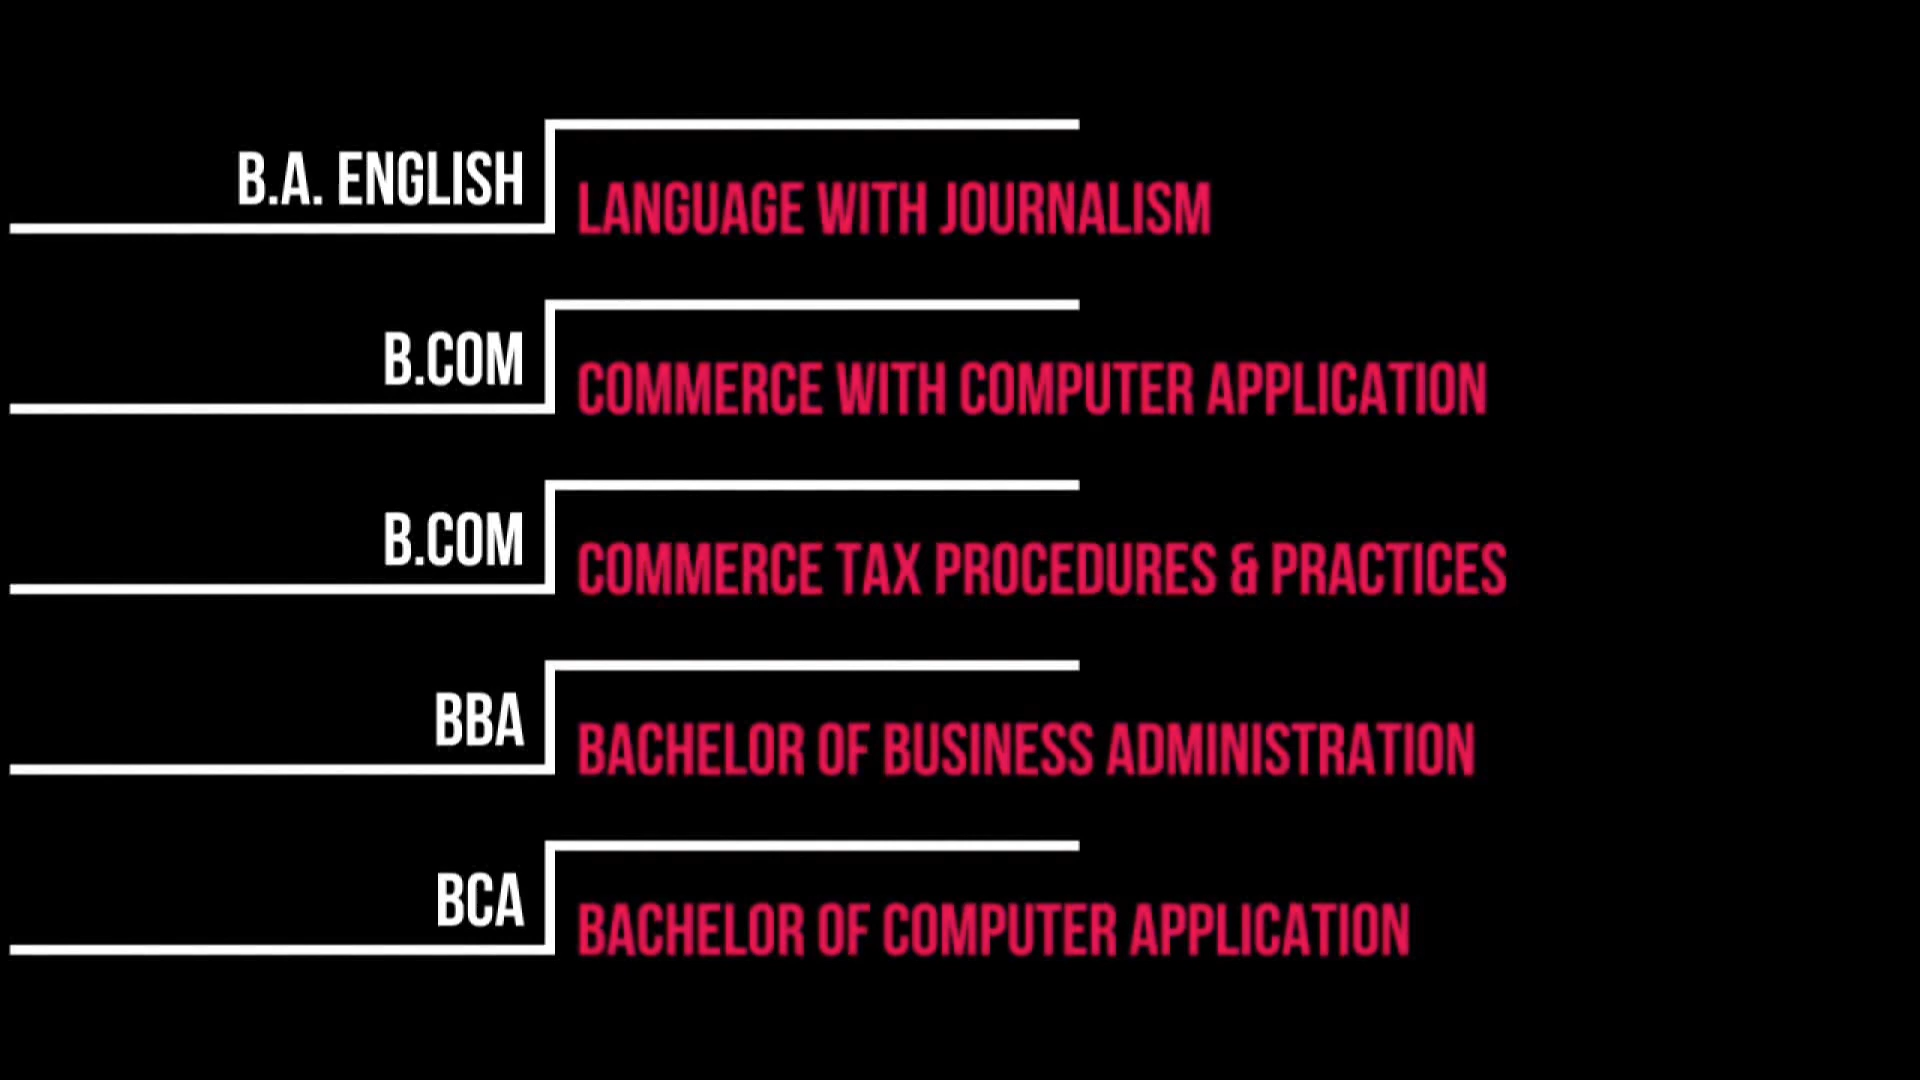 B.A. ENGLISH
LANGUAGE WITH JOURNALISM
B.COM
COMMERCE WITH COMPUTER APPLICATION
B.COM
COMMERCE TAX PROCEDURES & PRACTICES
BBA
BACHELOR OF BUSINESS ADMINISTRATION
BCA
BACHELOR OF COMPUTER APPLICATION